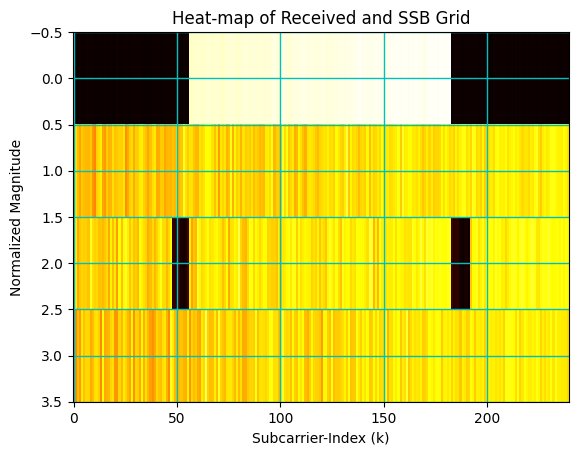 Heat-map of Received and SSB Grid
Normalized Magnitude
−0.5
0.0
0.5
1.0
1.5
2.0
2.5
3.0
3.5
0 50 100 150 200
Subcarrier-Index (k)